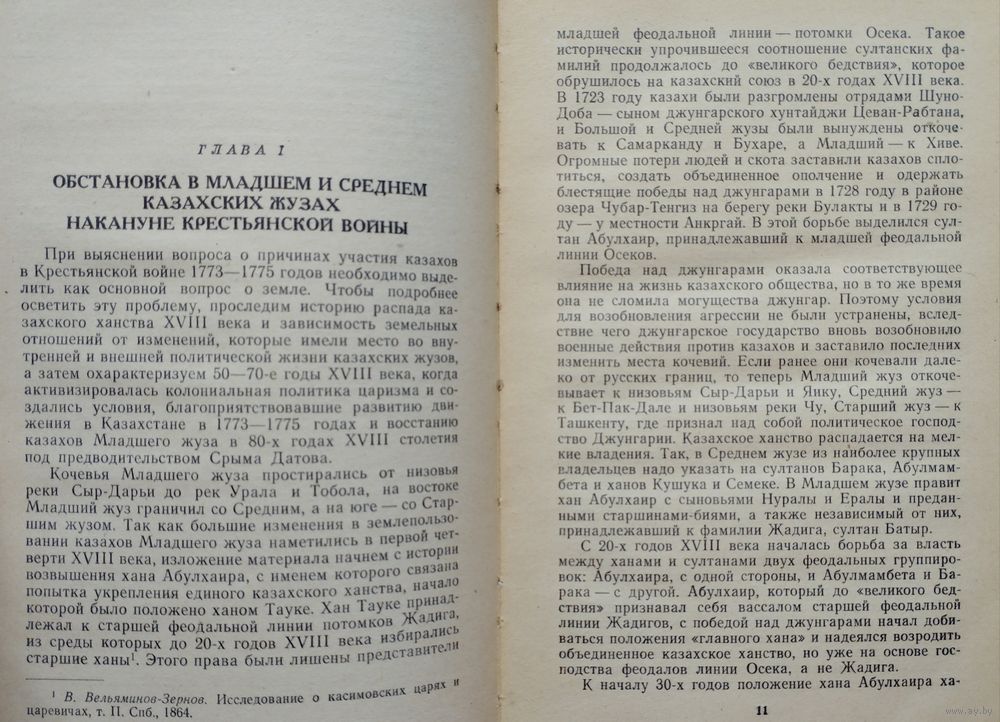 ГЛАВА I
ОБСТАНОВКА В МЛАДШЕМ И СРЕДНЕМ
КАЗАХСКИХ ЖУЗАХ
НАКАНУНЕ КРЕСТЬЯНСКОЙ ВОЙНЫ
При выяснении вопроса о причинах участия казахов
в Крестьянской войне 1773—1775 годов необходимо выде-
лить как основной вопрос о земле. Чтобы подробнее
осветить эту проблему, проследим историю распада ка-
захского ханства XVIII века и зависимость земельных
отношений от изменений, которые имели место во внут-
ренней и внешней политической жизни казахских жузов,
а затем охарактеризуем 50—70-е годы XVIII века, когда
активизировалась колониальная политика царизма и со-
здались условия, благоприятствовавшие развитию дви-
жения в Казахстане в 1773—1775 годах и восстанию
казахов Младшего жуза в 80-х годах XVIII столетия
под предводительством Срыма Датова.
Кочевья Младшего жуза простирались от низовья
реки Сыр-Дарьи до рек Урала и Тобола, на востоке
Младший жуз граничил со Средним, а на юге — со Стар-
шим жузом. Так как большие изменения в землепользо-
вании казахов Младшего жуза наметились в первой чет-
верти XVIII века, изложение материала начнем с истории
возвышения хана Абулхаира, с именем которого связана
попытка укрепления единого казахского ханства, начало
которой было положено ханом Тауке. Хан Тауке принад-
лежал к старшей феодальной линии потомков Жадига,
из среды которых до 20-х годов XVIII века избирались
старшие ханы¹. Этого права были лишены представители
¹ В. Вельяминов-Зернов. Исследование о касимовских царях и
царевичах, т. II. Спб., 1864.
младшей феодальной линии — потомки Осека. Такое
исторически упрочившееся соотношение султанских фа-
милий продолжалось до «великого бедствия», которое
обрушилось на казахский союз в 20-х годах XVIII века.
В 1723 году казахи были разгромлены отрядами Шуно-
Доба — сыном джунгарского хунтайджи Цеван-Рабтана,
и Большой и Средней жузы были вынуждены откоче-
вать к Самарканду и Бухаре, а Младший — к Хиве.
Огромные потери людей и скота заставили казахов спло-
титься, создать объединенное ополчение и одержать
блестящие победы над джунгарами в 1728 году в районе
озера Чубар-Тенгиз на берегу реки Буланты и в 1729 го-
ду — у местности Анкргай. В этой борьбе выделился сул-
тан Абулхаир, принадлежавший к младшей феодальной
линии Осеков.
Победа над джунгарами оказала соответствующее
влияние на жизнь казахского общества, но в то же время
она не сломила могущества джунгар. Поэтому условия
для возобновления агрессии не были устранены, вслед-
ствие чего джунгарское государство вновь возобновило
военные действия против казахов и заставило последних
изменить места кочевий. Если ранее они кочевали дале-
ко от русских границ, то теперь Младший жуз откоче-
вывает к низовьям Сыр-Дарьи и Яику, Средний жуз —
к Бет-Пак-Дале и низовьям реки Чу, Старший жуз — к
Ташкенту, где признал над собой политическое господ-
ство Джунгарии. Казахское ханство распадается на мел-
кие владения. Так, в Среднем жузе из наиболее крупных
владельцев надо указать на султанов Барака, Абулмам-
бета и ханов Кушука и Семеке. В Младшем жузе правит
хан Абулхаир с сыновьями Нуралы и Ералы и предан-
ными старшинами-биями, а также независимый от них,
принадлежавший к фамилии Жадига, султан Батыр.
С 20-х годов XVIII века началась борьба за власть
между ханами и султанами двух феодальных группиро-
вок: Абулхаира, с одной стороны, и Абулмамбета и Ба-
рака — с другой. Абулхаир, который до «великого бед-
ствия» признавал себя вассалом старшей феодальной
линии Жадигов, с победой над джунгарами начал доби-
ваться положения «главного хана» и надеялся возродить
объединенное казахское ханство, но уже на основе гос-
подства феодалов линии Осека, а не Жадига.
К началу 30-х годов положение хана Абулхаира ха-
11
www.ay.by